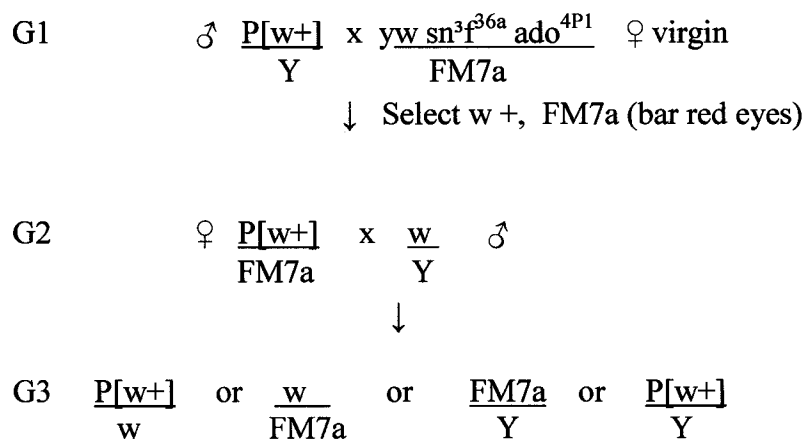 G1 ♂ P[w+] x yw sn³f³⁶ᵃ ado⁴ᴾ¹ ♀ virgin
Y FM7a
↓ Select w +, FM7a (bar red eyes)
G2 ♀ P[w+] x w ♂
FM7a Y
↓
G3 P[w+] or w or FM7a or P[w+]
w FM7a Y Y